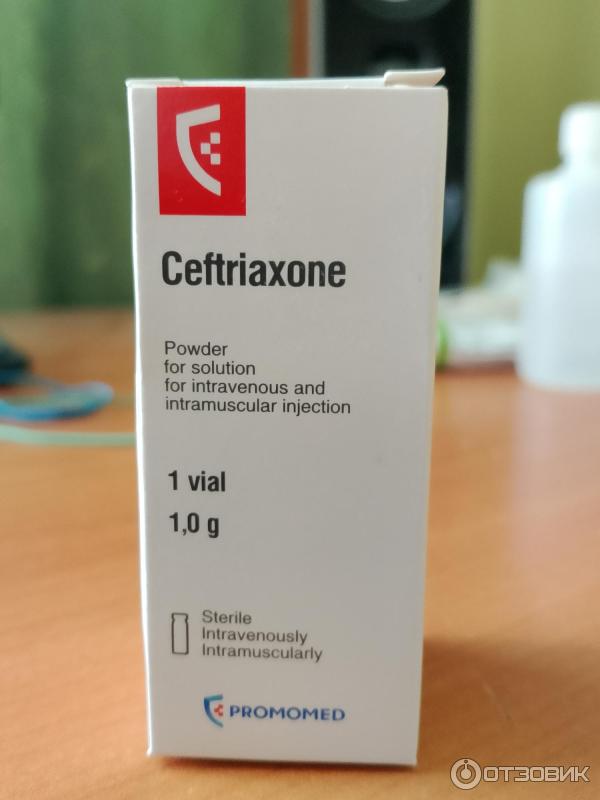 Ceftriaxone
Powder
for solution
for intravenous and
intramuscular injection
1 vial
1,0 g
Sterile
Intravenously
Intramuscularly
PROMOMED
ОТЗОВИК